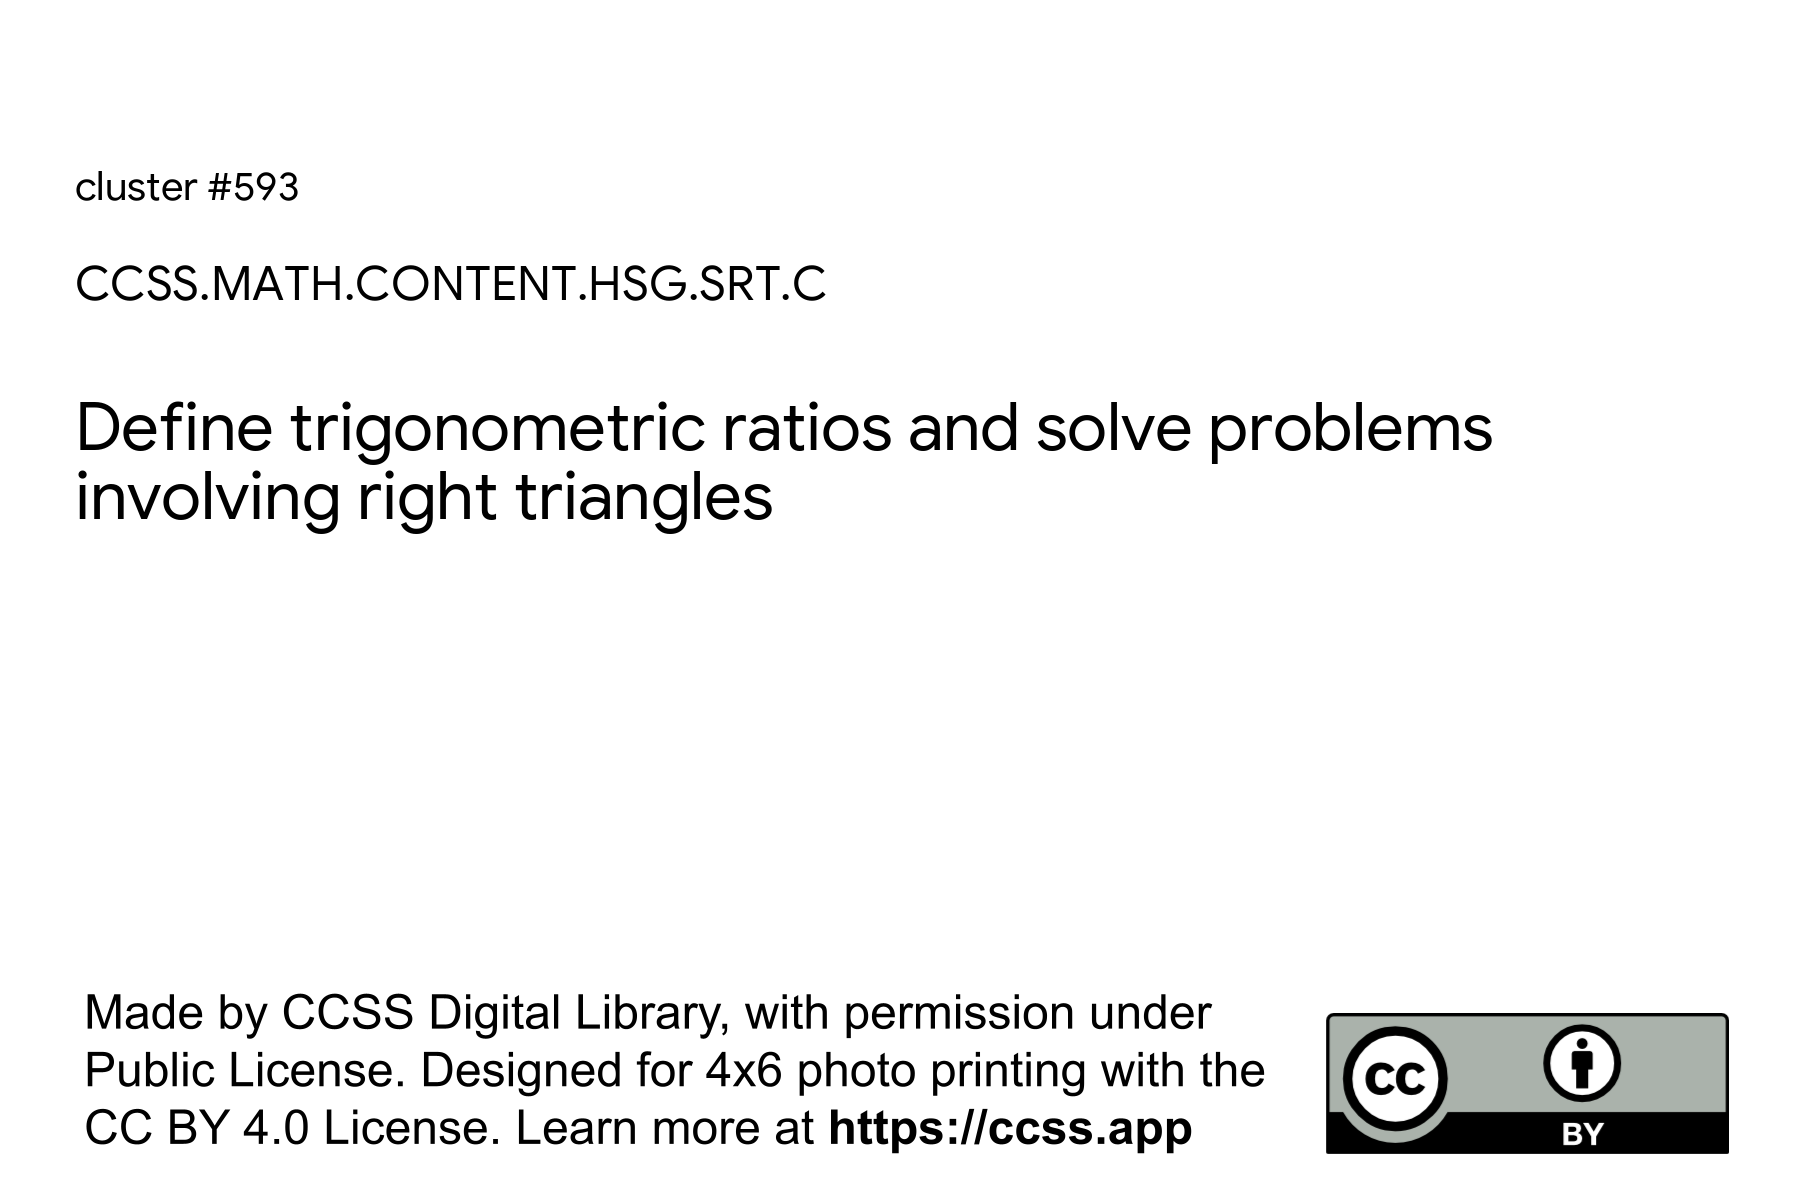 cluster #593
CCSS.MATH.CONTENT.HSG.SRT.C
Define trigonometric ratios and solve problems
involving right triangles
Made by CCSS Digital Library, with permission under
Public License. Designed for 4x6 photo printing with the
CC BY 4.0 License. Learn more at https://ccss.app
CC
BY